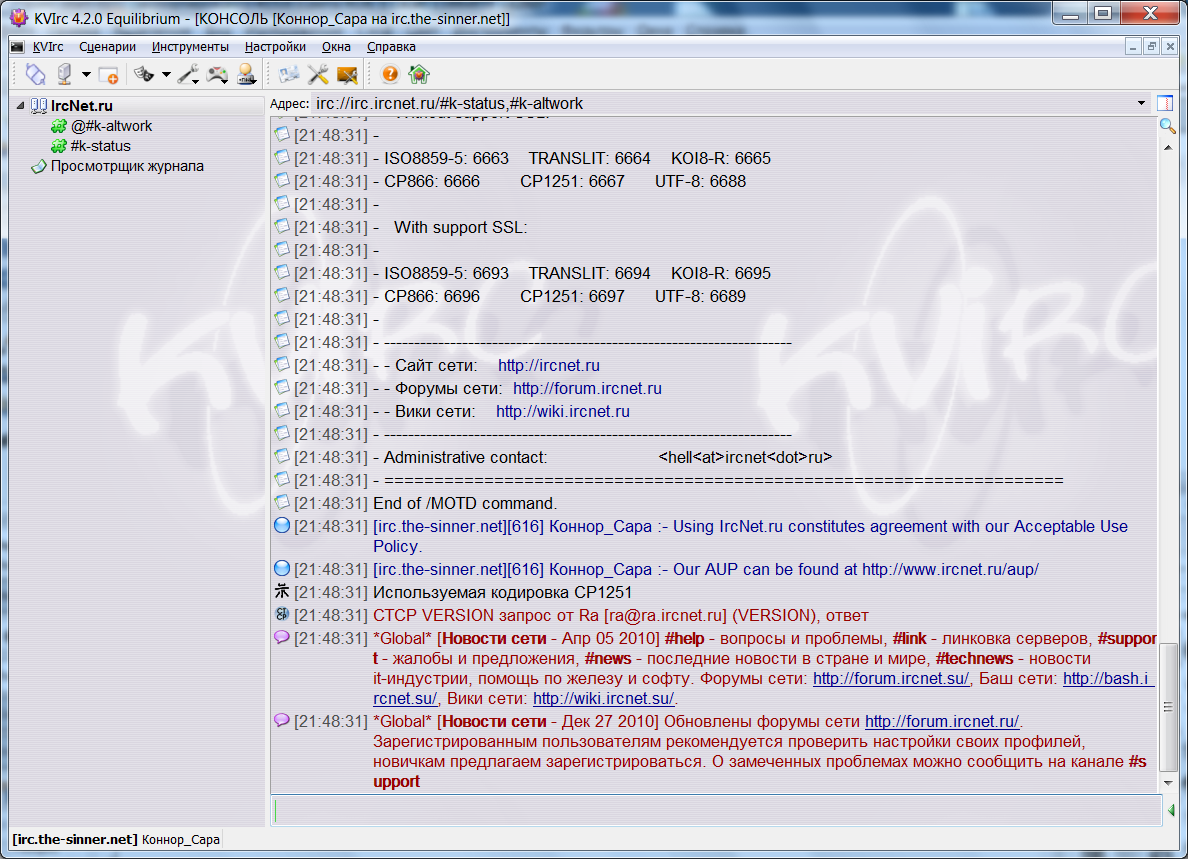 KVIrc 4.2.0 Equilibrium - [КОНСОЛЬ [Коннор_Сара на irc.the-sinner.net]]
KVIrc Сценарии Инструменты Настройки Окна Справка
IrcNet.ru
@#k-altwork
#k-status
Просмотрщик журнала
Адрес: irc://irc.ircnet.ru/#k-status,#k-altwork
[21:48:31] -
[21:48:31] - ISO8859-5: 6663 TRANSLIT: 6664 KOI8-R: 6665
[21:48:31] - CP866: 6666 CP1251: 6667 UTF-8: 6688
[21:48:31] -
[21:48:31] - With support SSL:
[21:48:31] -
[21:48:31] - ISO8859-5: 6693 TRANSLIT: 6694 KOI8-R: 6695
[21:48:31] - CP866: 6696 CP1251: 6697 UTF-8: 6689
[21:48:31] -
[21:48:31] - --------------------------------------------------------------------
[21:48:31] - - Сайт сети: http://ircnet.ru
[21:48:31] - - Форумы сети: http://forum.ircnet.ru
[21:48:31] - - Вики сети: http://wiki.ircnet.ru
[21:48:31] - --------------------------------------------------------------------
[21:48:31] - Administrative contact: <hell<at>ircnet<dot>ru>
[21:48:31] - ====================================================================
[21:48:31] End of /MOTD command.
[21:48:31] [irc.the-sinner.net][616] Коннор_Сара :- Using IrcNet.ru constitutes agreement with our Acceptable Use
Policy.
[21:48:31] [irc.the-sinner.net][616] Коннор_Сара :- Our AUP can be found at http://www.ircnet.ru/aup/
[21:48:31] Используемая кодировка CP1251
[21:48:31] CTCP VERSION запрос от Ra [ra@ra.ircnet.ru] (VERSION), ответ
[21:48:31] *Global* [Новости сети - Апр 05 2010] #help - вопросы и проблемы, #link - линковка серверов, #suppor
t - жалобы и предложения, #news - последние новости в стране и мире, #technews - новости
it-индустрии, помощь по железу и софту. Форумы сети: http://forum.ircnet.su/, Баш сети: http://bash.i
rcnet.su/, Вики сети: http://wiki.ircnet.su/.
[21:48:31] *Global* [Новости сети - Дек 27 2010] Обновлены форумы сети http://forum.ircnet.ru/.
Зарегистрированным пользователям рекомендуется проверить настройки своих профилей,
новичкам предлагаем зарегистрироваться. О замеченных проблемах можно сообщить на канале #s
upport
[irc.the-sinner.net] Коннор_Сара